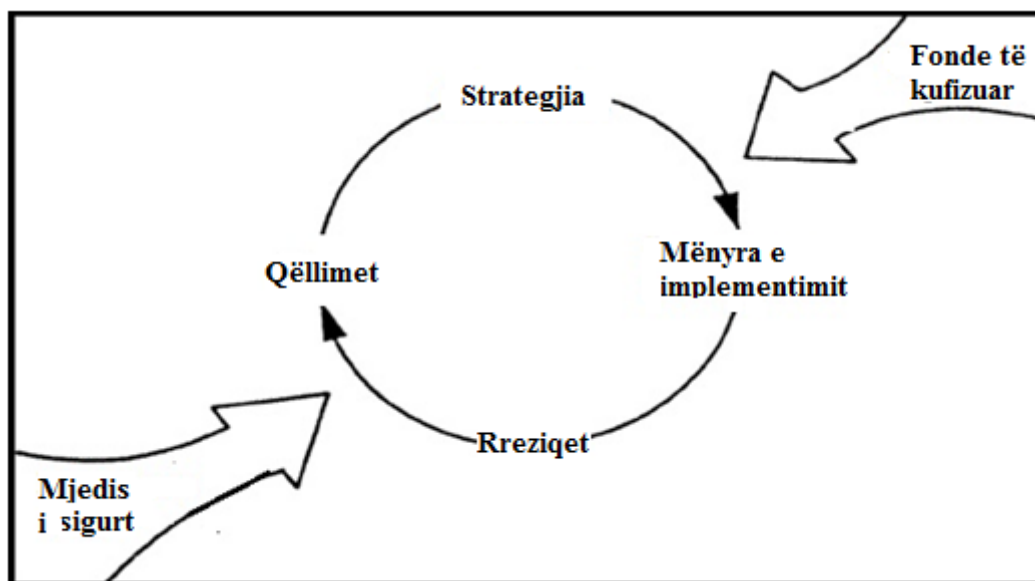 Strategjia
Fonde të
kufizuar
Qëllimet
Mënyra e
implementimit
Rreziqet
Mjedis
i sigurt